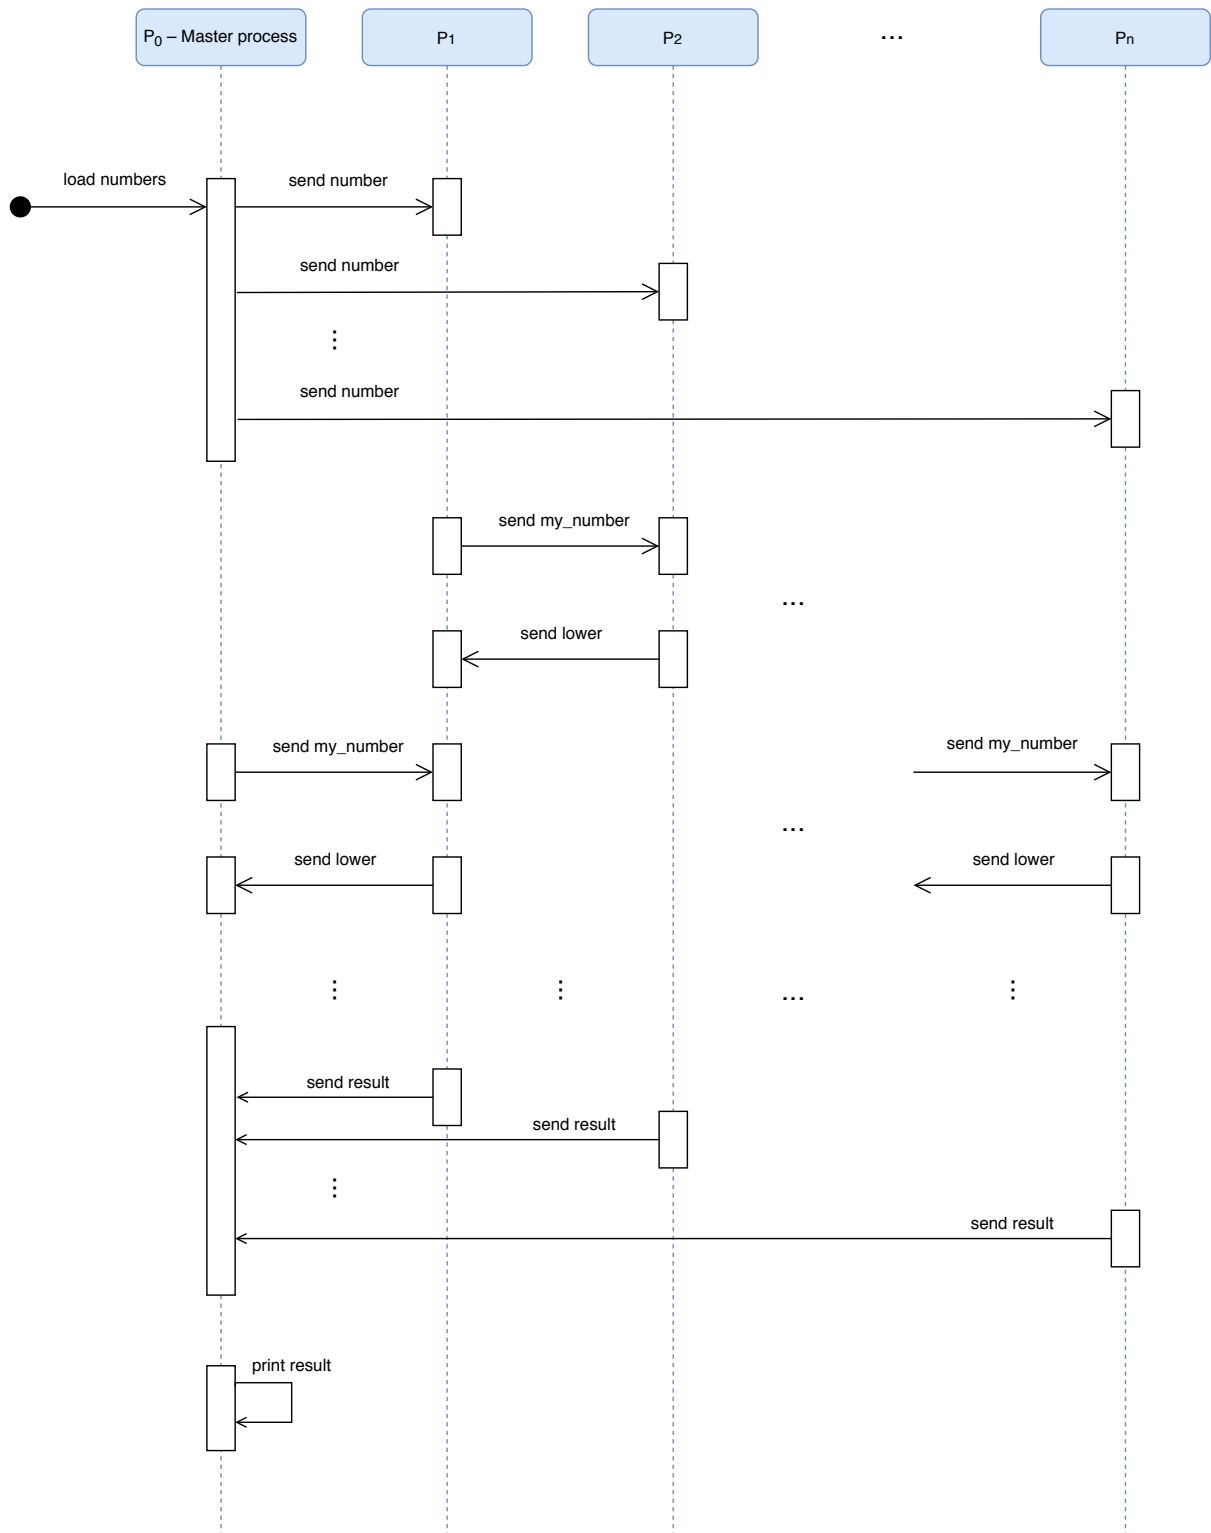 P0 – Master process
P1
P2
...
Pn
load numbers
send number
send number
⋮
send number
send my_number
...
send lower
send my_number
send my_number
...
send lower
send lower
⋮
⋮
...
⋮
send result
send result
⋮
send result
print result